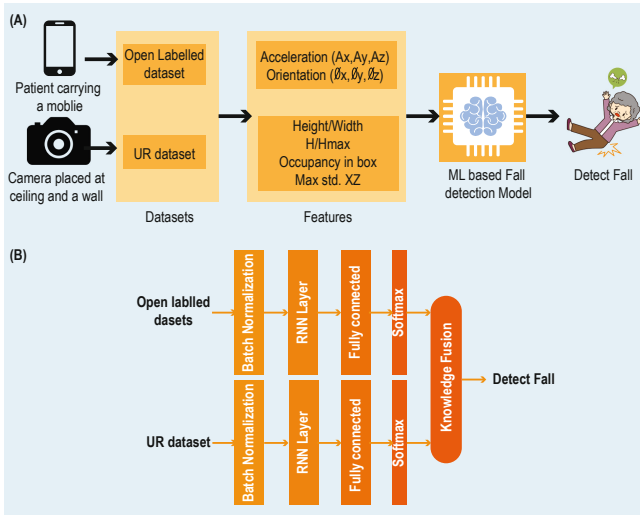 (A)
Patient carrying
a moblie
Camera placed at
ceiling and a wall
Open Labelled
dataset
UR dataset
Datasets
Acceleration (Ax,Ay,Az)
Orientation (Øx,Øy,Øz)
Height/Width
H/Hmax
Occupancy in box
Max std. XZ
Features
ML based Fall
detection Model
Detect Fall
(B)
Open lablled
dasets
Batch Normalization
RNN Layer
Fully connected
Softmax
UR dataset
Batch Normalization
RNN Layer
Fully connected
Softmax
Knowledge Fusion
Detect Fall